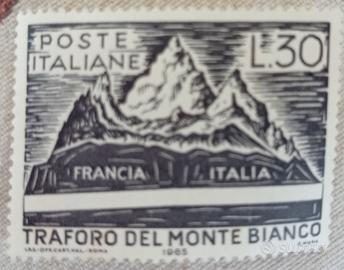 POSTE
ITALIANE
L.30
FRANCIA ITALIA
TRAFORO DEL MONTE BIANCO
1965